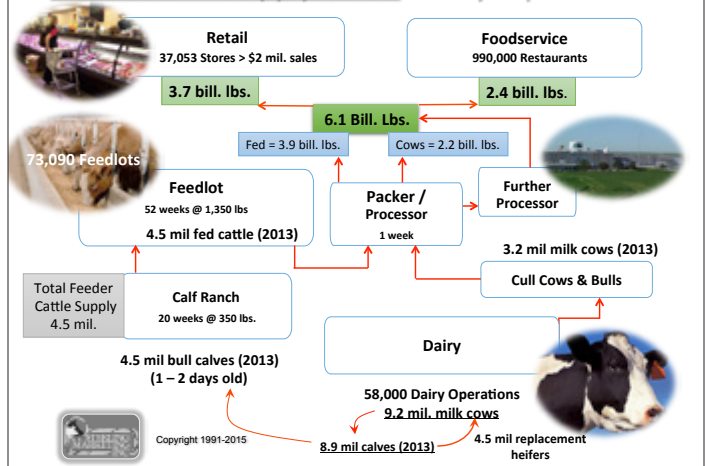 Retail
37,053 Stores > $2 mil. sales
Foodservice
990,000 Restaurants
3.7 bill. lbs.
2.4 bill. lbs.
6.1 Bill. Lbs.
Fed = 3.9 bill. lbs.
Cows = 2.2 bill. lbs.
73,090 Feedlots
Feedlot
52 weeks @ 1,350 lbs
4.5 mil fed cattle (2013)
Packer /
Processor
1 week
Further
Processor
3.2 mil milk cows (2013)
Cull Cows & Bulls
Total Feeder
Cattle Supply
4.5 mil.
Calf Ranch
20 weeks @ 350 lbs.
Dairy
4.5 mil bull calves (2013)
(1 – 2 days old)
58,000 Dairy Operations
9.2 mil. milk cows
8.9 mil calves (2013)
4.5 mil replacement
heifers
Copyright 1991-2015